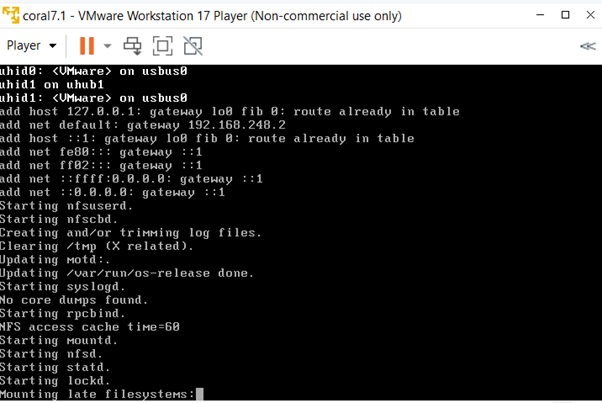 coral7.1 - VMware Workstation 17 Player (Non-commercial use only)
Player
uhid0: <VMware> on usbus0
uhid1 on uhub1
uhid1: <VMware> on usbus0
add host 127.0.0.1: gateway lo0 fib 0: route already in table
add net default: gateway 192.168.248.2
add host ::1: gateway lo0 fib 0: route already in table
add net fe80::: gateway ::1
add net ff02::: gateway ::1
add net ::ffff:0.0.0.0: gateway ::1
add net ::0.0.0.0: gateway ::1
Starting nfsuserd.
Starting nfscbd.
Creating and/or trimming log files.
Clearing /tmp (X related).
Updating motd:.
Updating /var/run/os-release done.
Starting syslogd.
No core dumps found.
Starting rpcbind.
NFS access cache time=60
Starting mountd.
Starting nfsd.
Starting statd.
Starting lockd.
Mounting late filesystems: